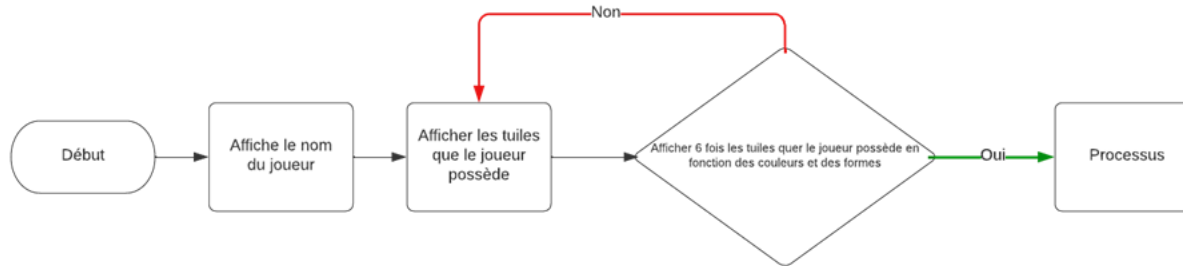 Non
Début
Affiche le nom
du joueur
Afficher les tuiles
que le joueur
possède
Afficher 6 fois les tuiles quer le joueur possède en
fonction des couleurs et des formes
Oui
Processus